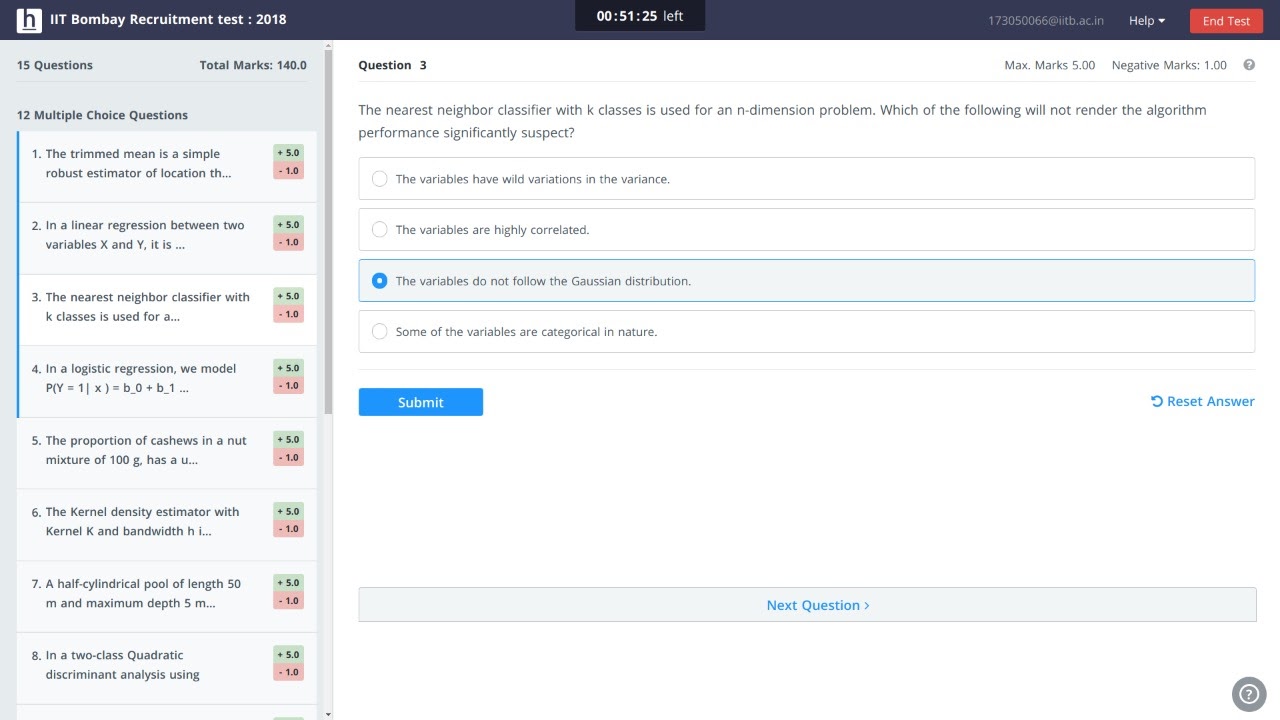 h IIT Bombay Recruitment test : 2018
00:51:25 left
173050066@iitb.ac.in
Help
End Test
15 Questions
Total Marks: 140.0
12 Multiple Choice Questions
1. The trimmed mean is a simple
robust estimator of location th...
+ 5.0
- 1.0
2. In a linear regression between two
variables X and Y, it is ...
+ 5.0
- 1.0
3. The nearest neighbor classifier with
k classes is used for a...
+ 5.0
- 1.0
4. In a logistic regression, we model
P(Y = 1| x ) = b_0 + b_1 ...
+ 5.0
- 1.0
5. The proportion of cashews in a nut
mixture of 100 g, has a u...
+ 5.0
- 1.0
6. The Kernel density estimator with
Kernel K and bandwidth h i...
+ 5.0
- 1.0
7. A half-cylindrical pool of length 50
m and maximum depth 5 m...
+ 5.0
- 1.0
8. In a two-class Quadratic
discriminant analysis using
+ 5.0
- 1.0
Question 3
Max. Marks 5.00
Negative Marks: 1.00
?
The nearest neighbor classifier with k classes is used for an n-dimension problem. Which of the following will not render the algorithm
performance significantly suspect?
The variables have wild variations in the variance.
The variables are highly correlated.
The variables do not follow the Gaussian distribution.
Some of the variables are categorical in nature.
Submit
Reset Answer
Next Question ›
?